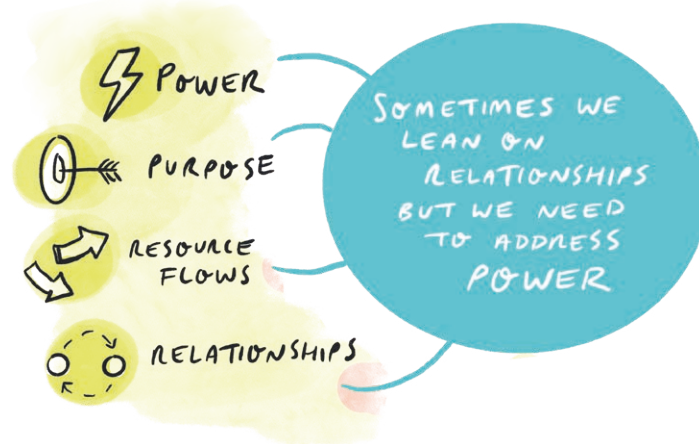 POWER
PURPOSE
RESOURCE
FLOWS
RELATIONSHIPS
SOMETIMES WE
LEAN ON
RELATIONSHIPS
BUT WE NEED
TO ADDRESS
POWER